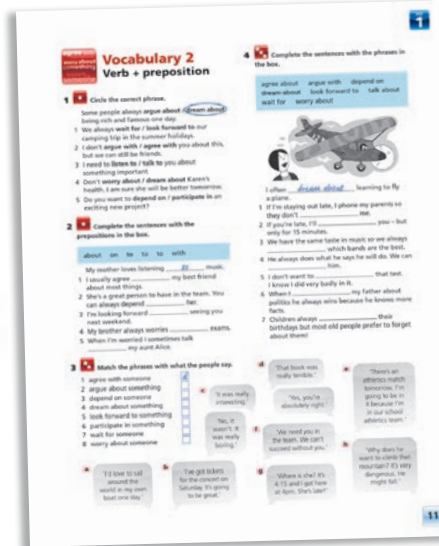 1
Vocabulary 2
Verb + preposition
1 Circle the correct phrase.
Some people always argue about / dream about
being rich and famous one day.
1 We always wait for / look forward to our
camping trip in the summer holidays.
2 I don't argue with / agree with you about this,
but we can still be friends.
3 I need to listen to / talk to you about
something important.
4 Don't worry about / dream about Karen's
health, I am sure she will be better tomorrow.
5 Do you want to depend on / participate in an
exciting new project?
2 Complete the sentences with the
prepositions in the box.
about on to to to with
My mother loves listening to music.
1 I usually agree my best friend
about most things.
2 She's a great person to have in the team. You
can always depend her.
3 I'm looking forward seeing you
next weekend.
4 My brother always worries exams.
5 When I'm worried I sometimes talk
my aunt Alice.
3 Match the phrases with what the people say.
1 agree with someone
2 argue about something
3 depend on someone
4 dream about something
5 look forward to something
6 participate in something
7 wait for someone
8 worry about someone
a 'I'd love to sail
around the
world in my own
boat one day.'
b 'I've got tickets
for the concert on
Saturday. It's going
to be great.'
c 'It was really
interesting.'
'No, it
wasn't. It
was really
boring.'
d 'That book was
really terrible.'
'Yes, you're
absolutely right.'
e 'There's an
athletics match
tomorrow. I'm
going to be in
it because I'm
in our school
athletics team.'
f 'We need you in
the team. We can't
succeed without you.'
g 'Where is she? It's
4.15 and I got here
at 4pm. She's late!'
h 'Why does he
want to climb that
mountain? It's very
dangerous. He
might fall.'
4 Complete the sentences with the phrases in
the box.
agree about argue with depend on
dream about look forward to talk about
wait for worry about
I often dream about learning to fly
a plane.
1 If I'm staying out late, I phone my parents so
they don't me.
2 If you're late, I'll you – but
only for 15 minutes.
3 We have the same taste in music so we always
which bands are the best.
4 He always does what he says he will do. We can
him.
5 I don't want to that test.
I know I did very badly in it.
6 When I my father about
politics he always wins because he knows more
facts.
7 Children always their
birthdays but most old people prefer to forget
about them!
11